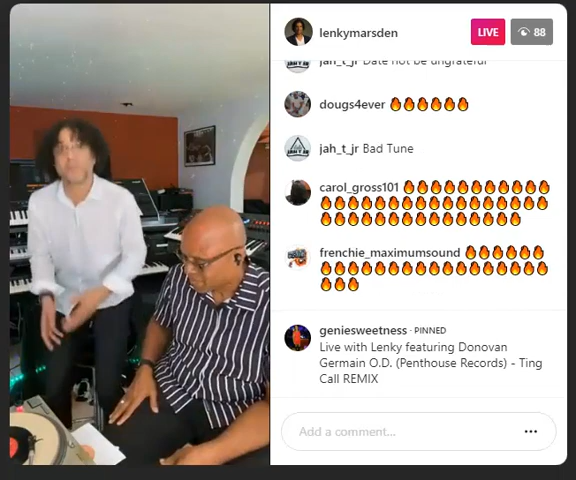 lenkymarsden
LIVE
88
jah_t_jr Date not be ungrateful
dougs4ever 🔥🔥🔥🔥🔥🔥
jah_t_jr Bad Tune
carol_gross101 🔥🔥🔥🔥🔥🔥🔥🔥🔥🔥🔥
🔥🔥🔥🔥🔥🔥🔥🔥🔥🔥🔥🔥🔥🔥🔥🔥🔥
🔥🔥🔥🔥🔥🔥🔥🔥🔥🔥🔥🔥🔥🔥🔥
frenchie_maximumsound 🔥🔥🔥🔥🔥🔥
🔥🔥🔥🔥🔥🔥🔥🔥🔥🔥🔥🔥🔥🔥🔥🔥🔥
🔥🔥🔥
geniesweetness · PINNED
Live with Lenky featuring Donovan
Germain O.D. (Penthouse Records) - Ting
Call REMIX
Add a comment...